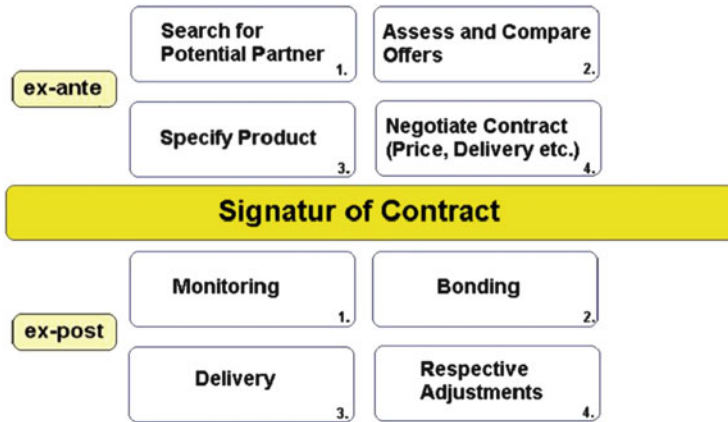 ex-ante
Search for
Potential Partner
1.
Assess and Compare
Offers
2.
Specify Product
3.
Negotiate Contract
(Price, Delivery etc.)
4.
Signatur of Contract
ex-post
Monitoring
1.
Bonding
2.
Delivery
3.
Respective
Adjustments
4.